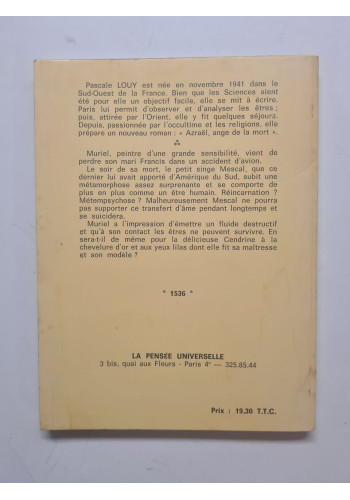 Pascale LOUY est née en novembre 1941 dans le
Sud-Ouest de la France. Bien que les Sciences aient
été pour elle un objectif facile, elle se mit à écrire.
Paris lui permit d'observer et d'analyser les êtres ;
puis, attirée par l'Orient, elle y fit quelques séjours.
Depuis, passionnée par l'occultime et les religions, elle
prépare un nouveau roman : « Azraël, ange de la mort ».
Muriel, peintre d'une grande sensibilité, vient de
perdre son mari Francis dans un accident d'avion.
Le soir de sa mort, le petit singe Mescal, que ce
dernier lui avait apporté d'Amérique du Sud, subit une
métamorphose assez surprenante et se comporte de
plus en plus comme un être humain. Réincarnation ?
Métempsychose ? Malheureusement Mescal ne pourra
pas supporter ce transfert d'âme pendant longtemps et
se suicidera.
Muriel a l'impression d'émettre un fluide destructif
et qu'à son contact les êtres ne peuvent survivre. En
sera-t-il de même pour la délicieuse Cendrine à la
chevelure d'or et aux yeux lilas dont elle fit sa maîtresse
et son modèle ?
* 1536 *
LA PENSÉE UNIVERSELLE
3 bis, quai aux Fleurs - Paris 4e — 325.85.44
Prix : 19,30 T.T.C.